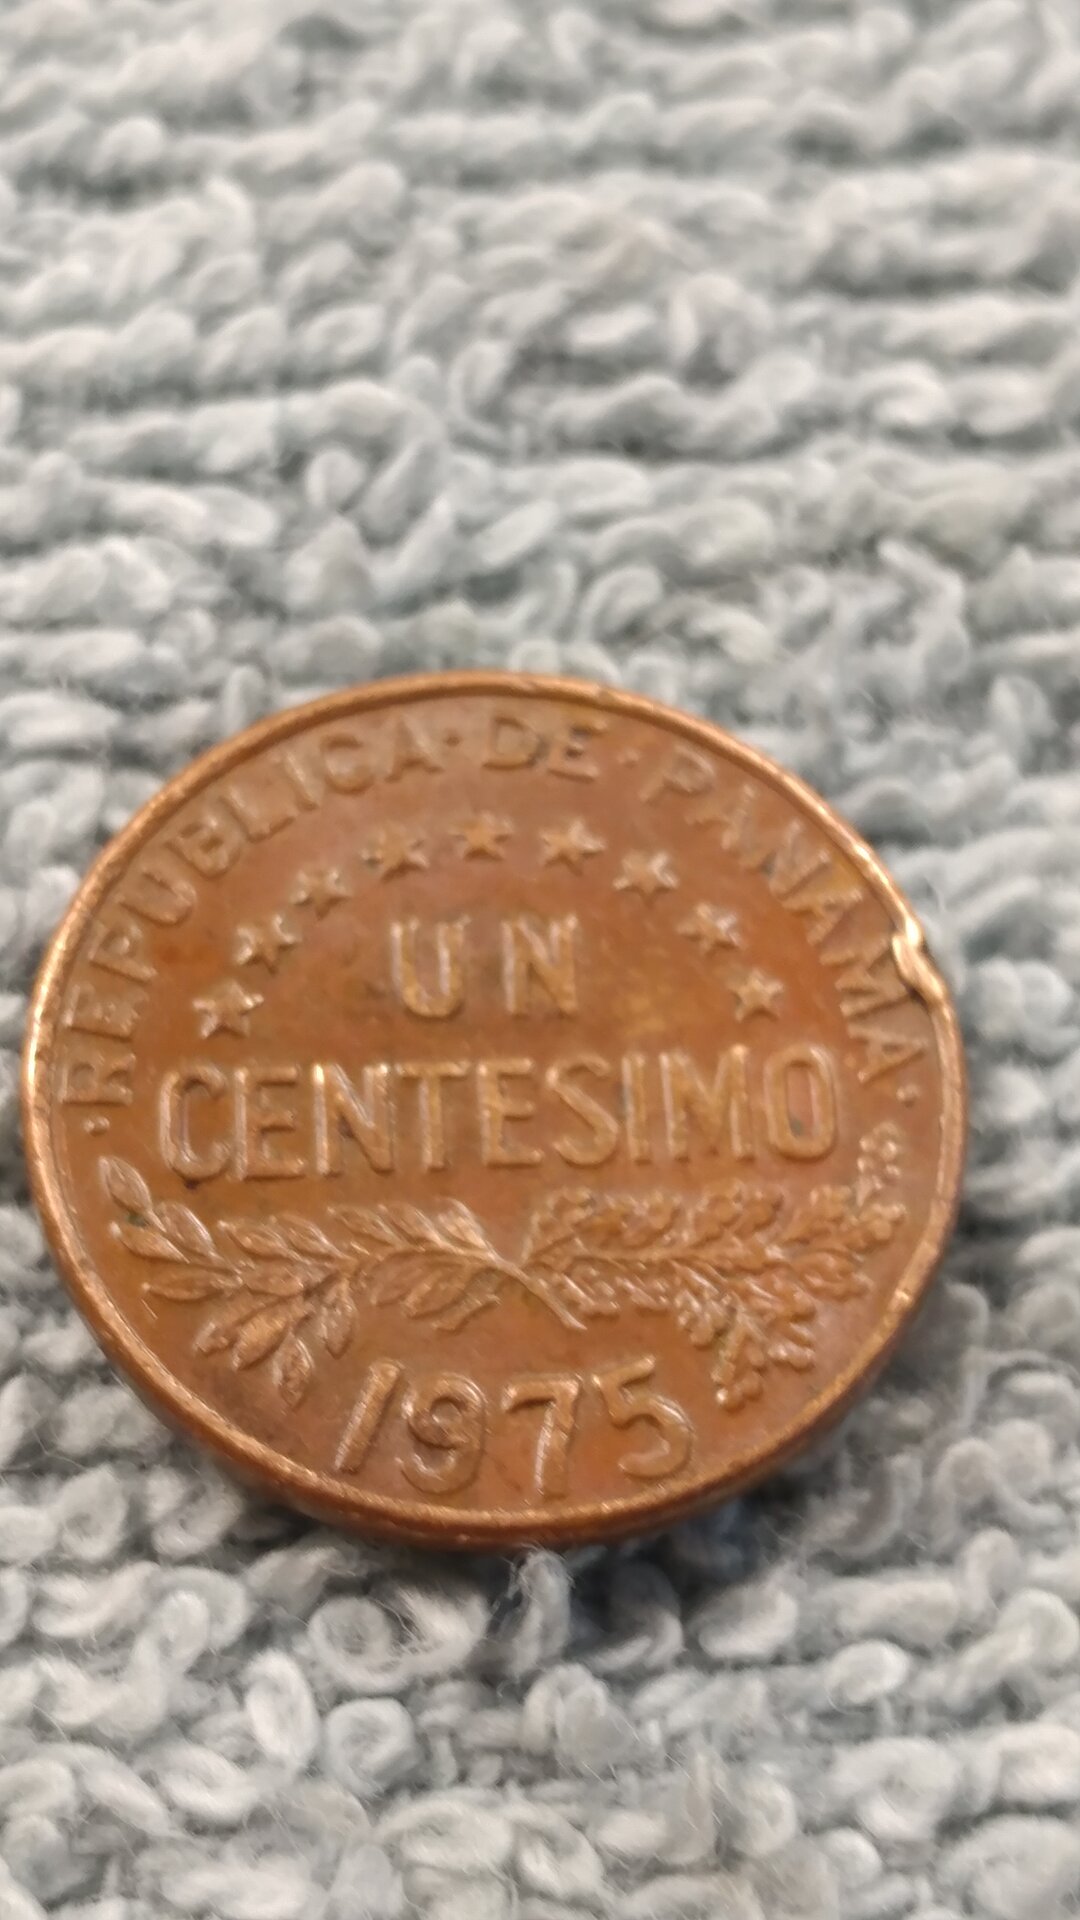 ·REPUBLICA·DE·PANAMA·
UN
CENTESIMO
1975